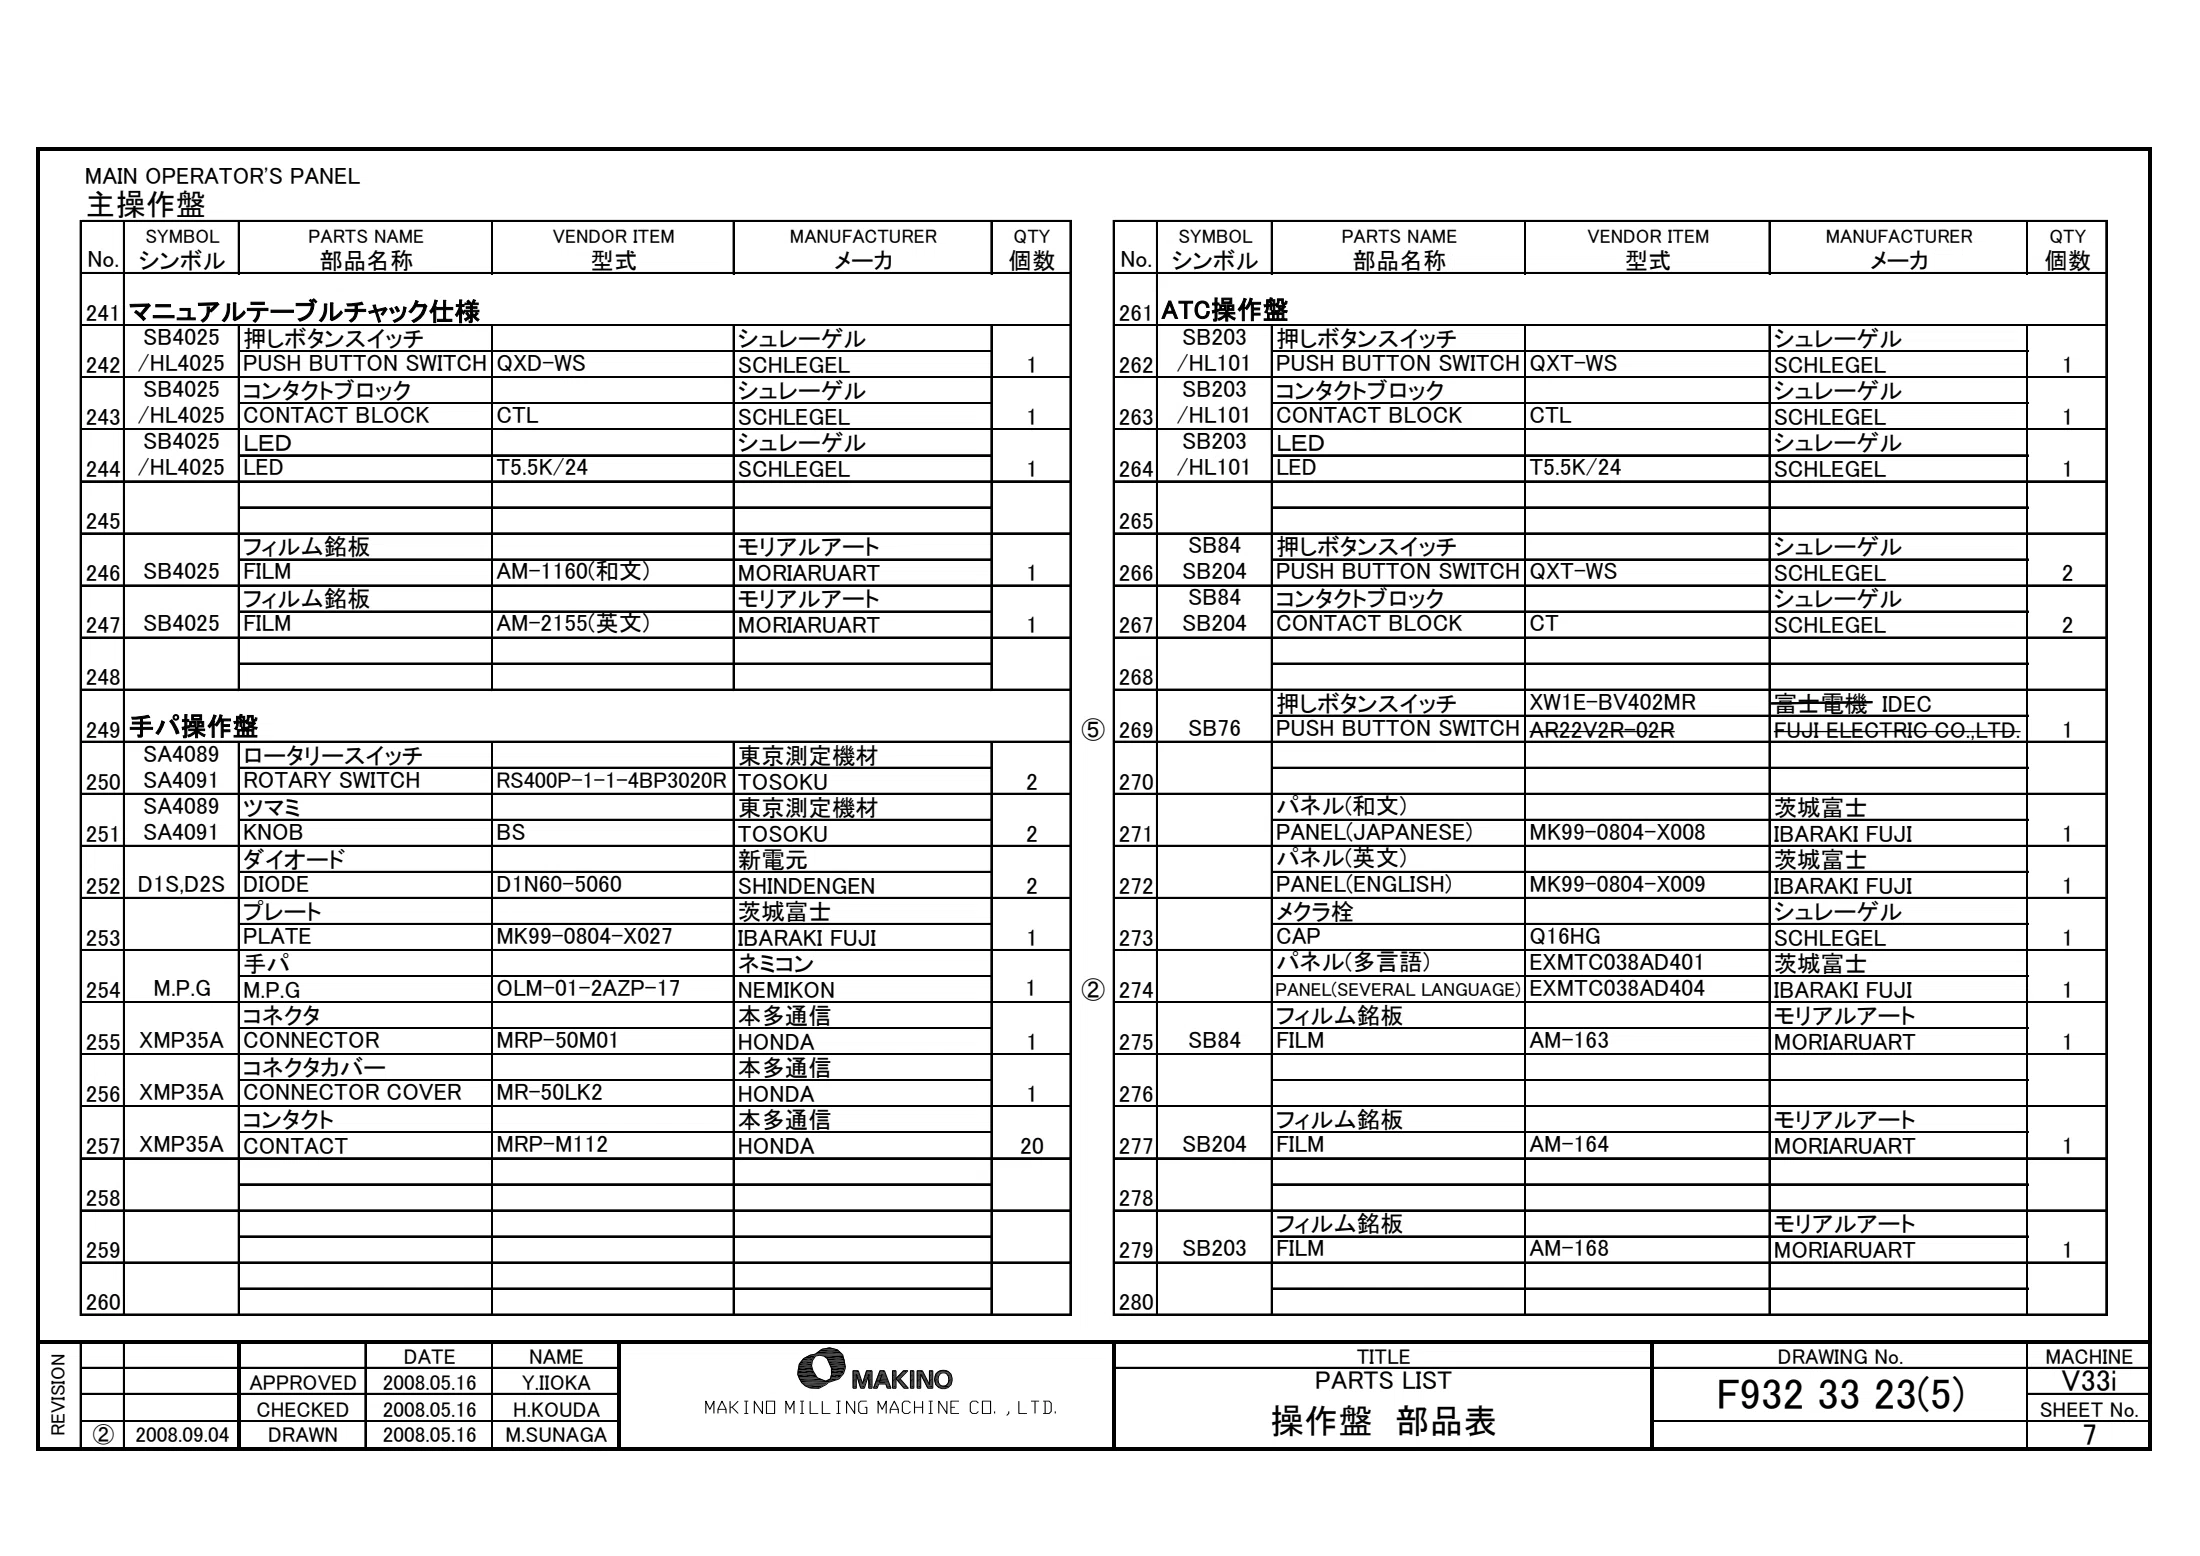 MAIN OPERATOR'S PANEL
主操作盤
No. SYMBOL シンボル PARTS NAME 部品名称 VENDOR ITEM 型式 MANUFACTURER メーカ QTY 個数
241 マニュアルテーブルチャック仕様
SB4025 押しボタンスイッチ シュレーゲル
242 /HL4025 PUSH BUTTON SWITCH QXD-WS SCHLEGEL 1
SB4025 コンタクトブロック シュレーゲル
243 /HL4025 CONTACT BLOCK CTL SCHLEGEL 1
SB4025 LED シュレーゲル
244 /HL4025 LED T5.5K/24 SCHLEGEL 1
245
フィルム銘板 モリアルアート
246 SB4025 FILM AM-1160(和文) MORIARUART 1
フィルム銘板 モリアルアート
247 SB4025 FILM AM-2155(英文) MORIARUART 1
248
249 手パ操作盤
SA4089 ロータリースイッチ 東京測定機材
250 SA4091 ROTARY SWITCH RS400P-1-1-4BP3020R TOSOKU 2
SA4089 ツマミ 東京測定機材
251 SA4091 KNOB BS TOSOKU 2
ダイオード 新電元
252 D1S,D2S DIODE D1N60-5060 SHINDENGEN 2
プレート 茨城富士
253 PLATE MK99-0804-X027 IBARAKI FUJI 1
手パ ネミコン
254 M.P.G M.P.G OLM-01-2AZP-17 NEMIKON 1
コネクタ 本多通信
255 XMP35A CONNECTOR MRP-50M01 HONDA 1
コネクタカバー 本多通信
256 XMP35A CONNECTOR COVER MR-50LK2 HONDA 1
コンタクト 本多通信
257 XMP35A CONTACT MRP-M112 HONDA 20
258
259
260
No. SYMBOL シンボル PARTS NAME 部品名称 VENDOR ITEM 型式 MANUFACTURER メーカ QTY 個数
261 ATC操作盤
SB203 押しボタンスイッチ シュレーゲル
262 /HL101 PUSH BUTTON SWITCH QXT-WS SCHLEGEL 1
SB203 コンタクトブロック シュレーゲル
263 /HL101 CONTACT BLOCK CTL SCHLEGEL 1
SB203 LED シュレーゲル
264 /HL101 LED T5.5K/24 SCHLEGEL 1
265
SB84 押しボタンスイッチ シュレーゲル
266 SB204 PUSH BUTTON SWITCH QXT-WS SCHLEGEL 2
SB84 コンタクトブロック シュレーゲル
267 SB204 CONTACT BLOCK CT SCHLEGEL 2
268
押しボタンスイッチ XW1E-BV402MR 富士電機 IDEC
⑤ 269 SB76 PUSH BUTTON SWITCH AR22V2R-02R FUJI ELECTRIC CO.,LTD. 1
270
パネル(和文) 茨城富士
271 PANEL(JAPANESE) MK99-0804-X008 IBARAKI FUJI 1
パネル(英文) 茨城富士
272 PANEL(ENGLISH) MK99-0804-X009 IBARAKI FUJI 1
メクラ栓 シュレーゲル
273 CAP Q16HG SCHLEGEL 1
パネル(多言語) EXMTC038AD401 茨城富士
② 274 PANEL(SEVERAL LANGUAGE) EXMTC038AD404 IBARAKI FUJI 1
フィルム銘板 モリアルアート
275 SB84 FILM AM-163 MORIARUART 1
276
フィルム銘板 モリアルアート
277 SB204 FILM AM-164 MORIARUART 1
278
フィルム銘板 モリアルアート
279 SB203 FILM AM-168 MORIARUART 1
280
REVISION
② 2008.09.04
DATE NAME
APPROVED 2008.05.16 Y.IIOKA
CHECKED 2008.05.16 H.KOUDA
DRAWN 2008.05.16 M.SUNAGA
MAKINO
MAKINO MILLING MACHINE CO. , LTD.
TITLE
PARTS LIST
操作盤 部品表
DRAWING No.
F932 33 23(5)
MACHINE
V33i
SHEET No.
7